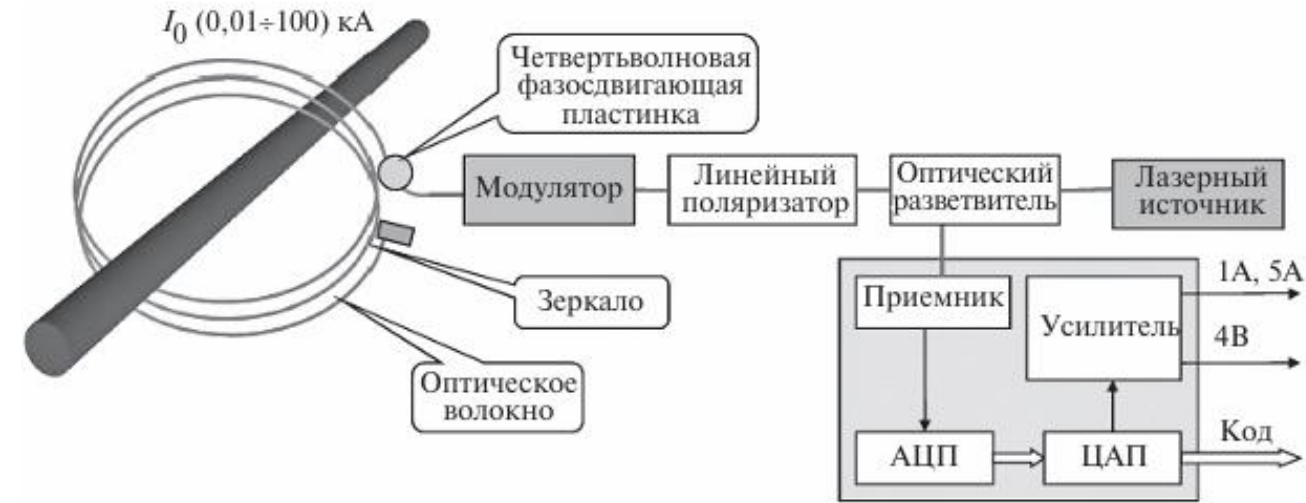 I0 (0,01÷100) кА
Четвертьволновая
фазосдвигающая
пластинка
Модулятор
Линейный
поляризатор
Оптический
разветвитель
Лазерный
источник
Зеркало
Оптическое
волокно
Приемник
Усилитель
1А, 5А
4В
АЦП
ЦАП
Код